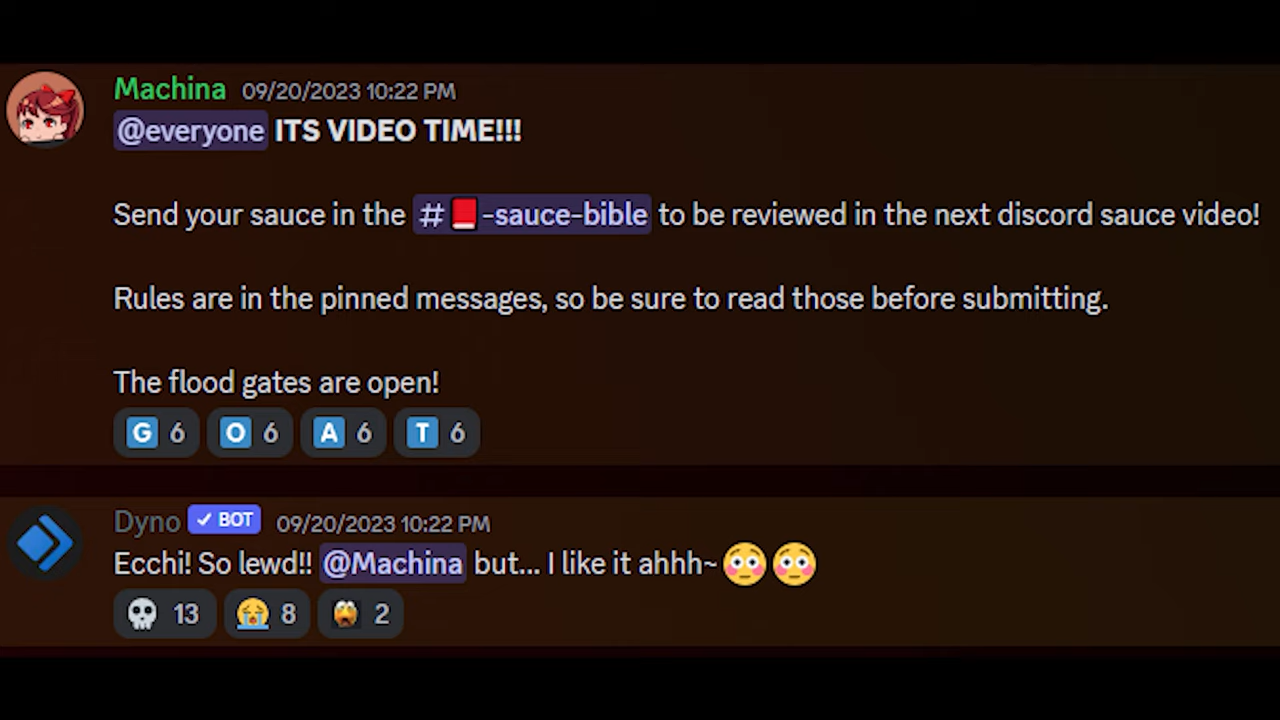 Machina 09/20/2023 10:22 PM
@everyone ITS VIDEO TIME!!!
Send your sauce in the #📕-sauce-bible to be reviewed in the next discord sauce video!
Rules are in the pinned messages, so be sure to read those before submitting.
The flood gates are open!
G 6 O 6 A 6 T 6
Dyno ✓ BOT 09/20/2023 10:22 PM
Ecchi! So lewd!! @Machina but... I like it ahhh~ 😳😳
💀 13 😭 8 2